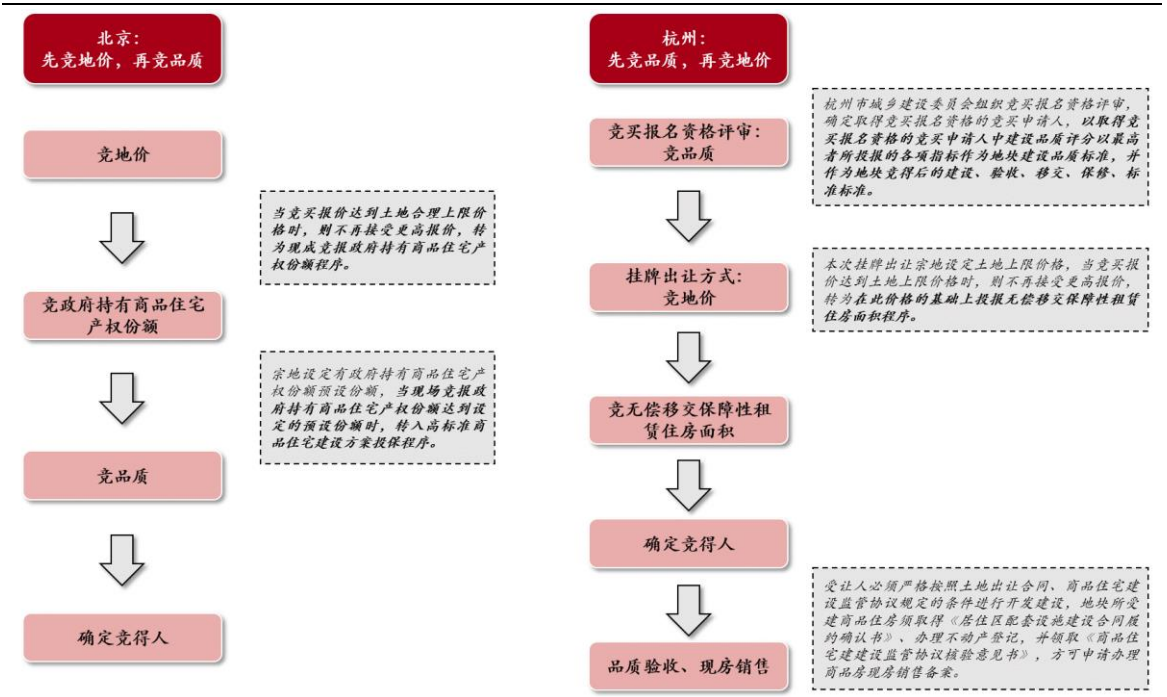 北京：
先竞地价，再竞品质
竞地价
当竞买报价达到土地合理上限价
格时，则不再接受更高报价，转
为现成竞报政府持有商品住宅产
权份额程序。
竞政府持有商品住宅
产权份额
宗地设定有政府持有商品住宅产
权份额预设份额，当现场竞报政
府持有商品住宅产权份额达到设
定的预设份额时，转入高标准商
品住宅建设方案投保程序。
竞品质
确定竞得人
杭州：
先竞品质，再竞地价
竞买报名资格评审：
竞品质
杭州市城乡建设委员会组织竞买报名资格评审，
确定取得竞买报名资格的竞买申请人，以取得竞
买报名资格的竞买申请人中建设品质评分以最高
者所投报的各项指标作为地块建设品质标准，并
作为地块竞得后的建设、验收、移交、保修、标
准标准。
挂牌出让方式：
竞地价
本次挂牌出让宗地设定土地上限价格，当竞买报
价达到土地上限价格时，则不再接受更高报价，
转为在此价格的基础上投报无偿移交保障性租赁
住房面积程序。
竞无偿移交保障性租
赁住房面积
确定竞得人
受让人必须严格按照土地出让合同、商品住宅建
设监管协议规定的条件进行开发建设，地块所受
建商品住房须取得《居住区配套设施建设合同履
约确认书》、办理不动产登记，并领取《商品住
宅建建设监管协议核验意见书》，方可申请办理
商品房现房销售备案。
品质验收、现房销售